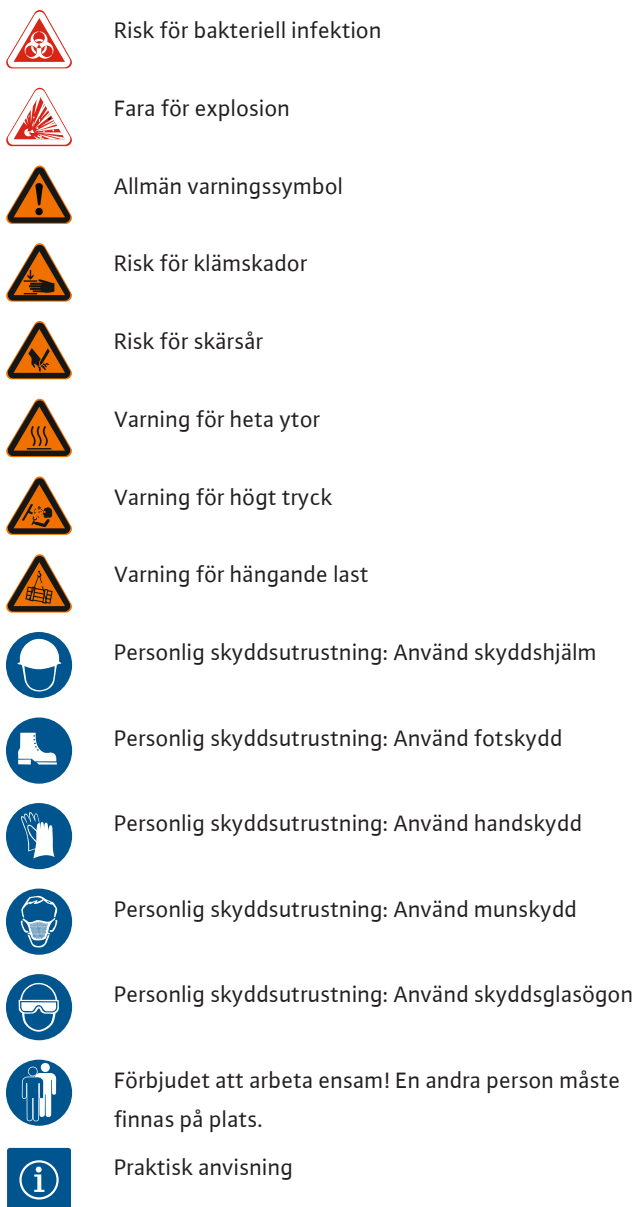 Risk för bakteriell infektion
Fara för explosion
Allmän varningssymbol
Risk för klämskador
Risk för skärsår
Varning för heta ytor
Varning för högt tryck
Varning för hängande last
Personlig skyddsutrustning: Använd skyddshjälm
Personlig skyddsutrustning: Använd fotskydd
Personlig skyddsutrustning: Använd handskydd
Personlig skyddsutrustning: Använd munskydd
Personlig skyddsutrustning: Använd skyddsglasögon
Förbjudet att arbeta ensam! En andra person måste
finnas på plats.
Praktisk anvisning